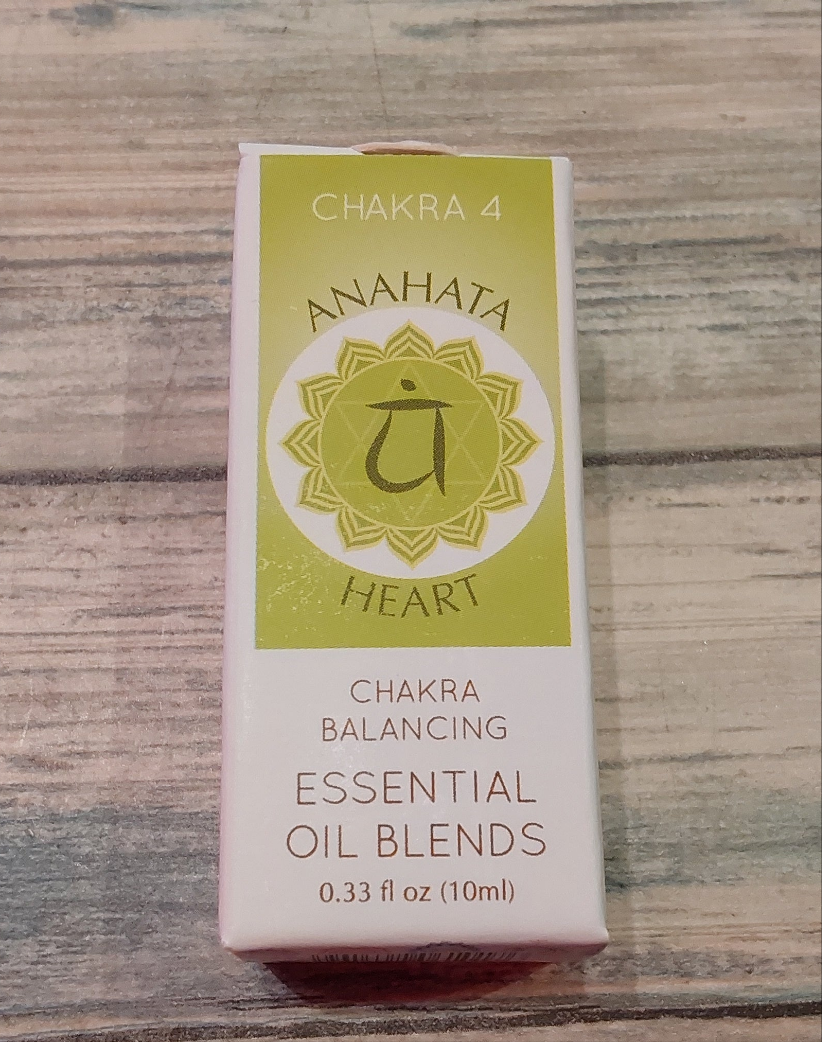 CHAKRA 4
ANAHATA
यं
HEART
CHAKRA
BALANCING
ESSENTIAL
OIL BLENDS
0.33 fl oz (10ml)